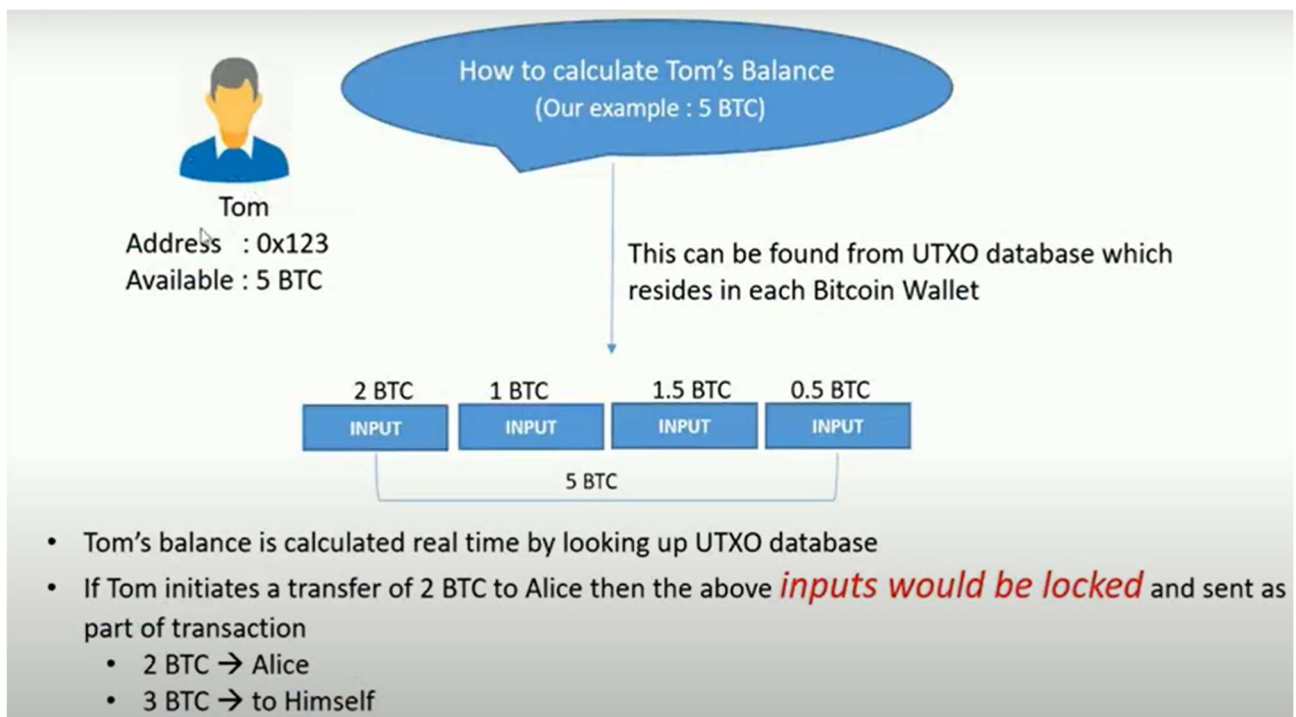 How to calculate Tom's Balance
(Our example : 5 BTC)
Tom
Address : 0x123
Available : 5 BTC
This can be found from UTXO database which
resides in each Bitcoin Wallet
2 BTC 1 BTC 1.5 BTC 0.5 BTC
INPUT INPUT INPUT INPUT
5 BTC
• Tom's balance is calculated real time by looking up UTXO database
• If Tom initiates a transfer of 2 BTC to Alice then the above inputs would be locked and sent as
part of transaction
• 2 BTC → Alice
• 3 BTC → to Himself